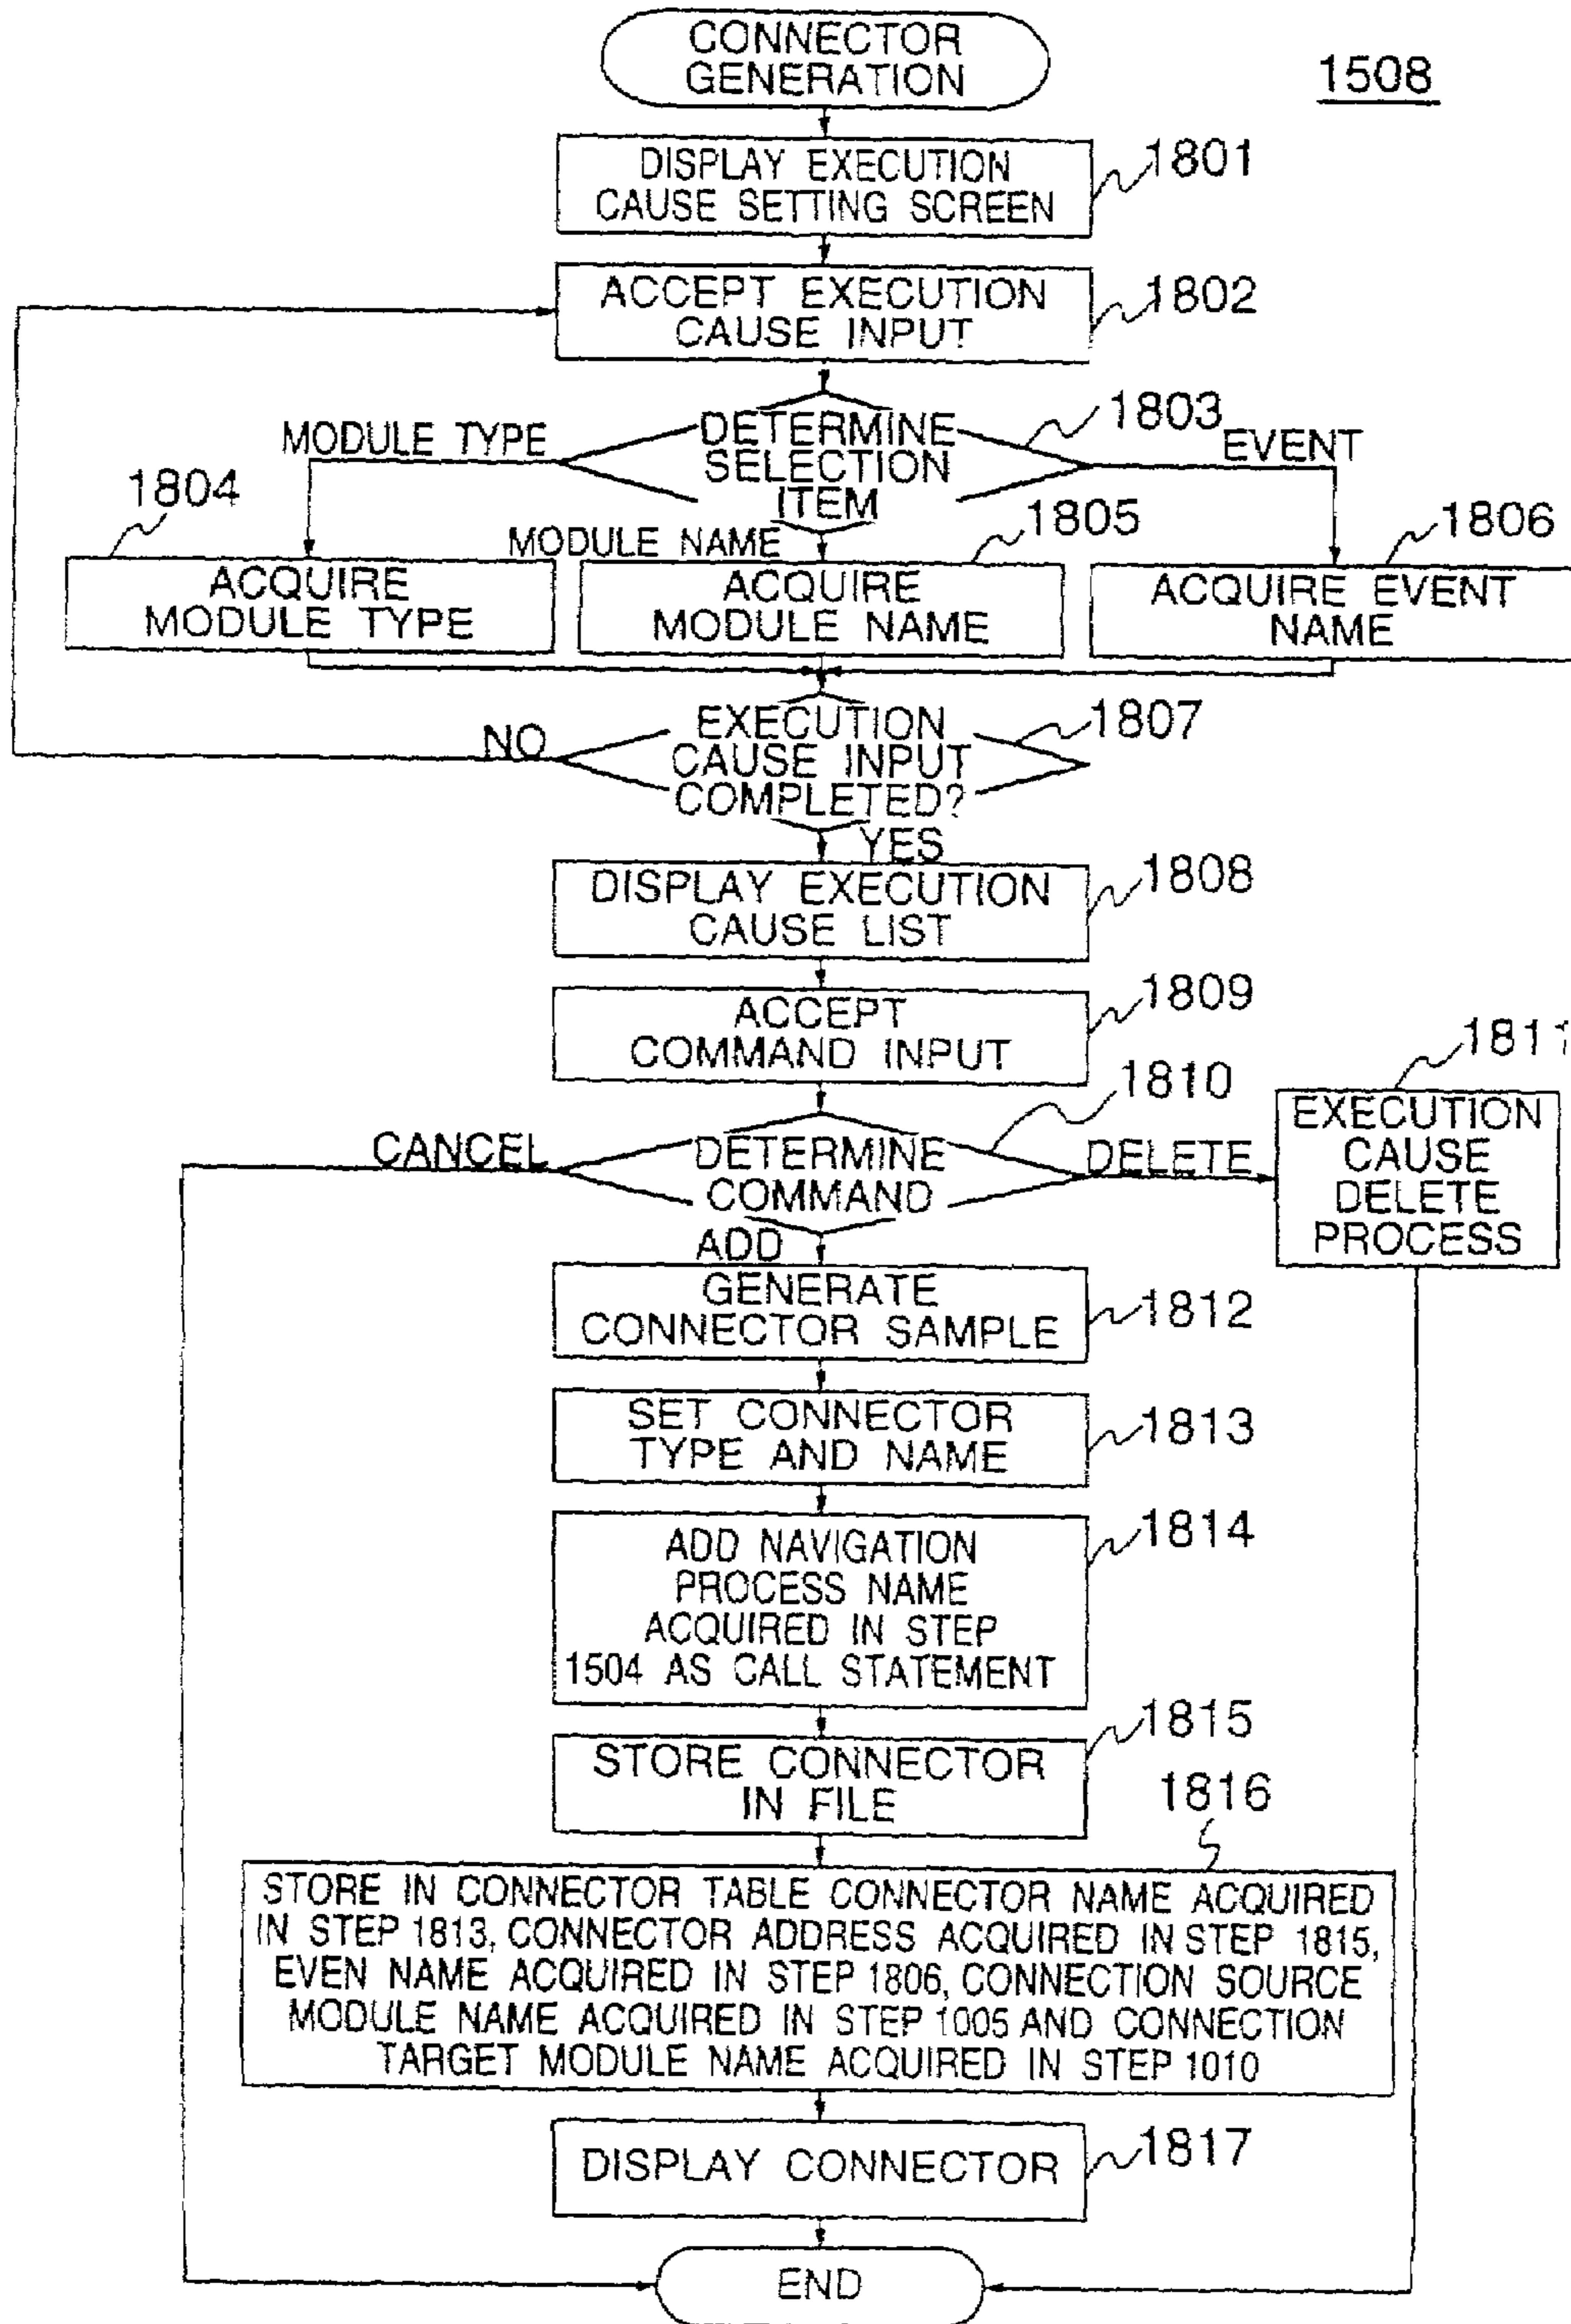 CONNECTOR
GENERATION
1508
DISPLAY EXECUTION
CAUSE SETTING SCREEN
1801
ACCEPT EXECUTION
CAUSE INPUT
1802
DETERMINE
SELECTION
ITEM
1803
MODULE TYPE
EVENT
1804
MODULE NAME
1805
1806
ACQUIRE
MODULE TYPE
ACQUIRE
MODULE NAME
ACQUIRE EVENT
NAME
EXECUTION
CAUSE INPUT
COMPLETED?
1807
NO
YES
DISPLAY EXECUTION
CAUSE LIST
1808
ACCEPT
COMMAND INPUT
1809
DETERMINE
COMMAND
1810
CANCEL
DELETE
1811
EXECUTION
CAUSE
DELETE
PROCESS
ADD
GENERATE
CONNECTOR SAMPLE
1812
SET CONNECTOR
TYPE AND NAME
1813
ADD NAVIGATION
PROCESS NAME
ACQUIRED IN STEP
1504 AS CALL STATEMENT
1814
STORE CONNECTOR
IN FILE
1815
1816
STORE IN CONNECTOR TABLE CONNECTOR NAME ACQUIRED
IN STEP 1813, CONNECTOR ADDRESS ACQUIRED IN STEP 1815,
EVEN NAME ACQUIRED IN STEP 1806, CONNECTION SOURCE
MODULE NAME ACQUIRED IN STEP 1005 AND CONNECTION
TARGET MODULE NAME ACQUIRED IN STEP 1010
DISPLAY CONNECTOR
1817
END